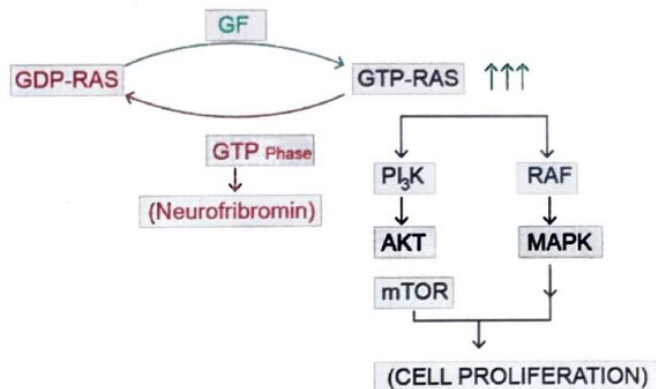 GF
GDP-RAS
GTP-RAS ↑↑↑
GTP Phase
(Neurofribromin)
PI3K
RAF
AKT
MAPK
mTOR
(CELL PROLIFERATION)